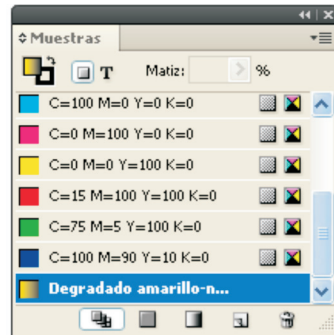 Muestras
T Matiz: %
C=100 M=0 Y=0 K=0
C=0 M=100 Y=0 K=0
C=0 M=0 Y=100 K=0
C=15 M=100 Y=100 K=0
C=75 M=5 Y=100 K=0
C=100 M=90 Y=10 K=0
Degradado amarillo-n...